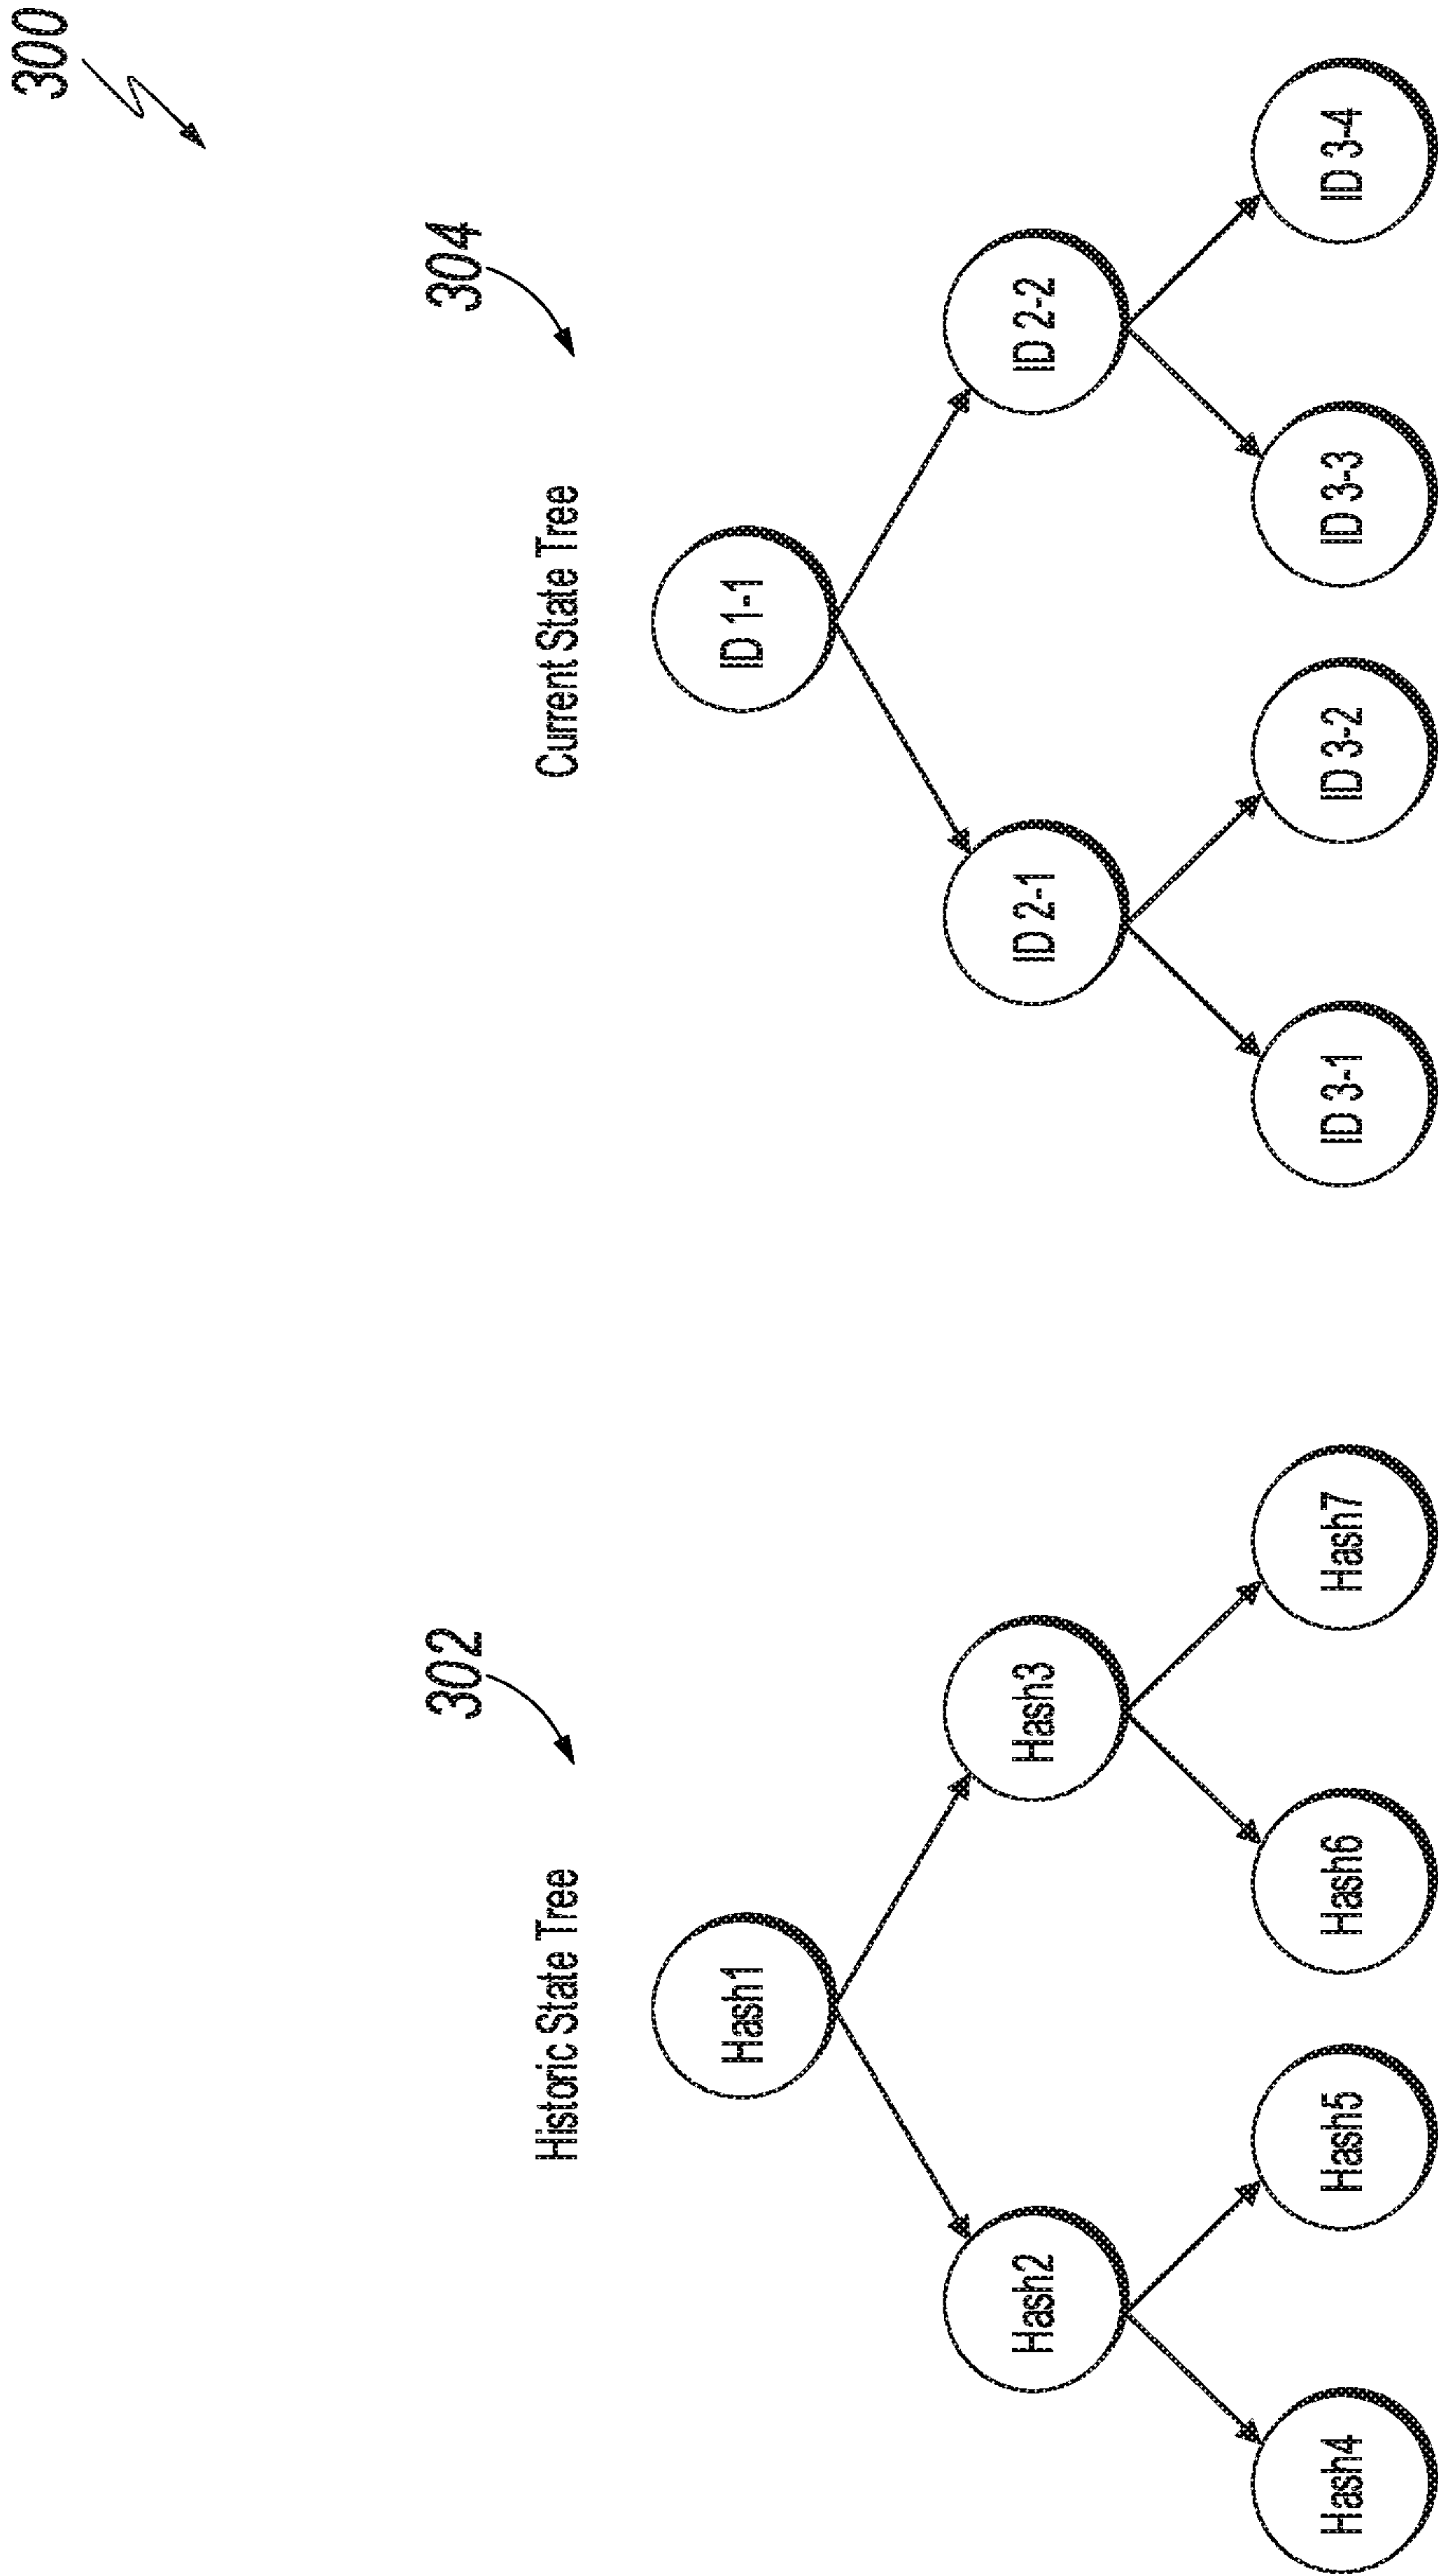 300
302
304
Historic State Tree
Current State Tree
Hash1
ID 1-1
Hash2
Hash3
ID 2-1
ID 2-2
Hash4
Hash5
Hash6
Hash7
ID 3-1
ID 3-2
ID 3-3
ID 3-4